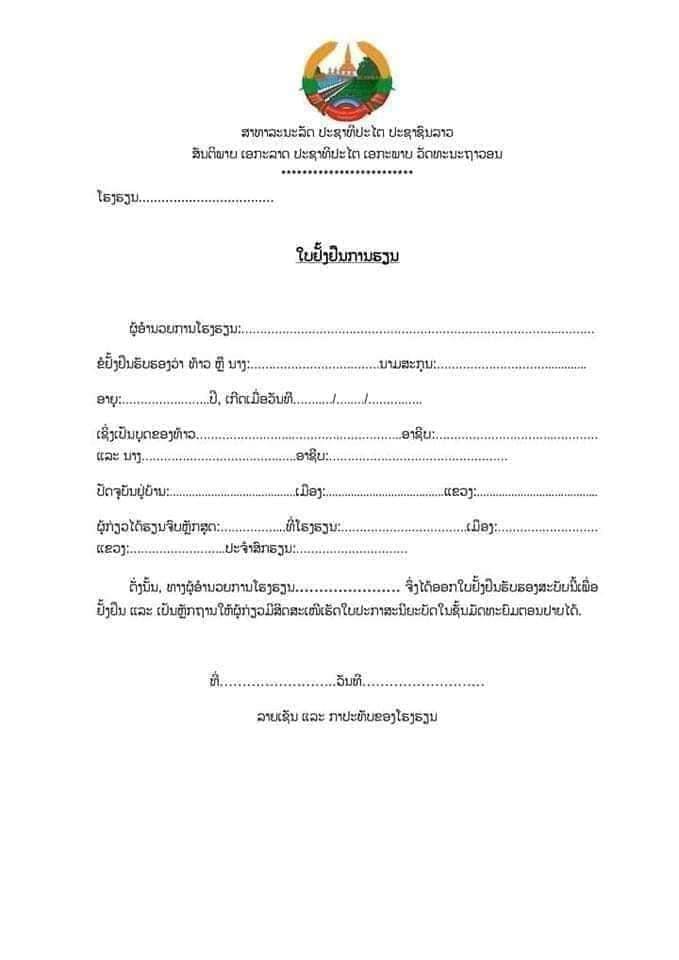 ສາທາລະນະລັດ ປະຊາທິປະໄຕ ປະຊາຊົນລາວ
ສັນຕິພາບ ເອກະລາດ ປະຊາທິປະໄຕ ເອກະພາບ ວັດທະນະຖາວອນ
*************************
ໂຮງຮຽນ...................................
ໃບຢັ້ງຢືນການຮຽນ
ຜູ້ອຳນວຍການໂຮງຮຽນ:...............................................................................................
ຂໍຢັ້ງຢືນຮັບຮອງວ່າ ທ້າວ ຫຼື ນາງ:...................................ນາມສະກຸນ:.........................................
ອາຍຸ:........................ປີ, ເກີດເມື່ອວັນທີ.........../......../...............
ເຊິ່ງເປັນບຸດຂອງທ້າວ........................................................ອາຊີບ:............................................
ແລະ ນາງ..........................................ອາຊີບ:................................................
ປັດຈຸບັນຢູ່ບ້ານ:........................................ເມືອງ:......................................ແຂວງ:......................................
ຜູ້ກ່ຽວໄດ້ຮຽນຈົບຫຼັກສູດ:..................ທີ່ໂຮງຮຽນ:..................................ເມືອງ:...........................
ແຂວງ:..........................ປະຈຳສົກຮຽນ:..............................
ດັ່ງນັ້ນ, ທາງຜູ້ອຳນວຍການໂຮງຮຽນ....................... ຈຶ່ງໄດ້ອອກໃບຢັ້ງຢືນຮັບຮອງສະບັບນີ້ເພື່ອ
ຢັ້ງຢືນ ແລະ ເປັນຫຼັກຖານໃຫ້ຜູ້ກ່ຽວມີສິດສະເໜີເຮັດໃບປະກາສະນີຍະບັດໃນຊັ້ນມັດທະຍົມຕອນປາຍໄດ້.
ທີ່..............................ວັນທີ................................
ລາຍເຊັນ ແລະ ກາປະທັບຂອງໂຮງຮຽນ